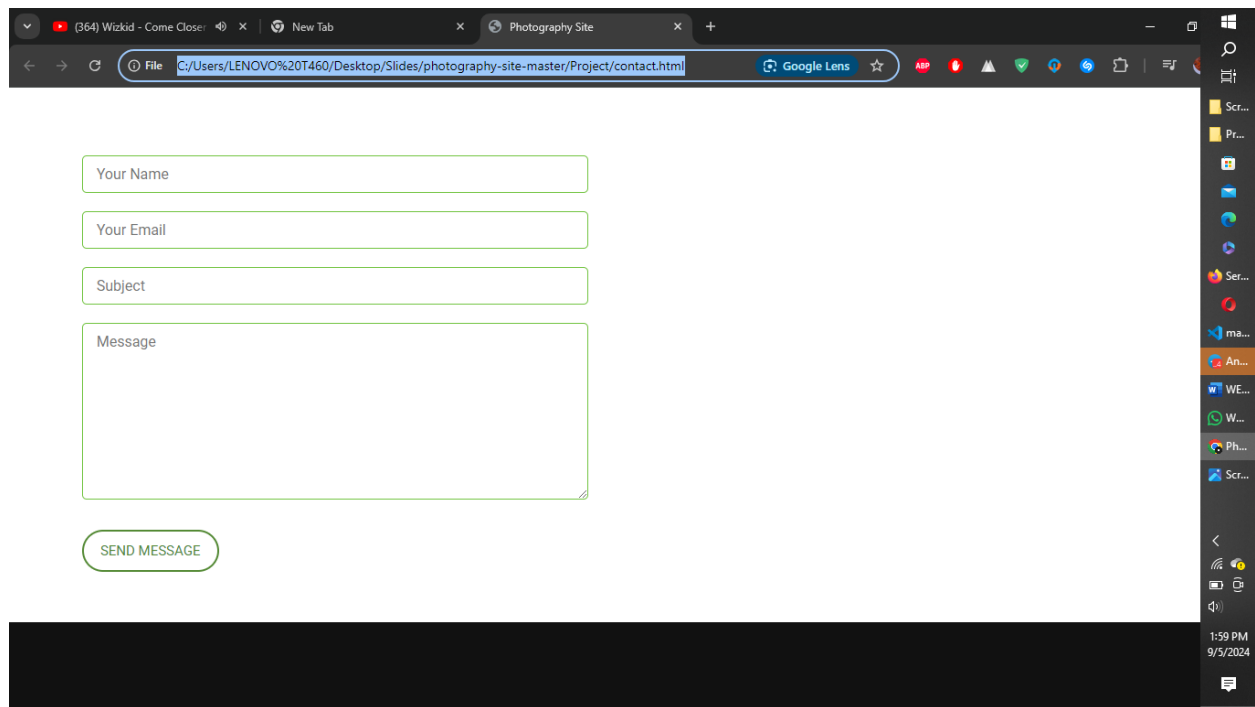 (364) Wizkid - Come Closer
New Tab
Photography Site
File C:/Users/LENOVO%20T460/Desktop/Slides/photography-site-master/Project/contact.html
Google Lens
ABP
Your Name
Your Email
Subject
Message
SEND MESSAGE
Scr...
Pr...
Ser...
ma...
An...
WE...
W...
Ph...
Scr...
1:59 PM
9/5/2024